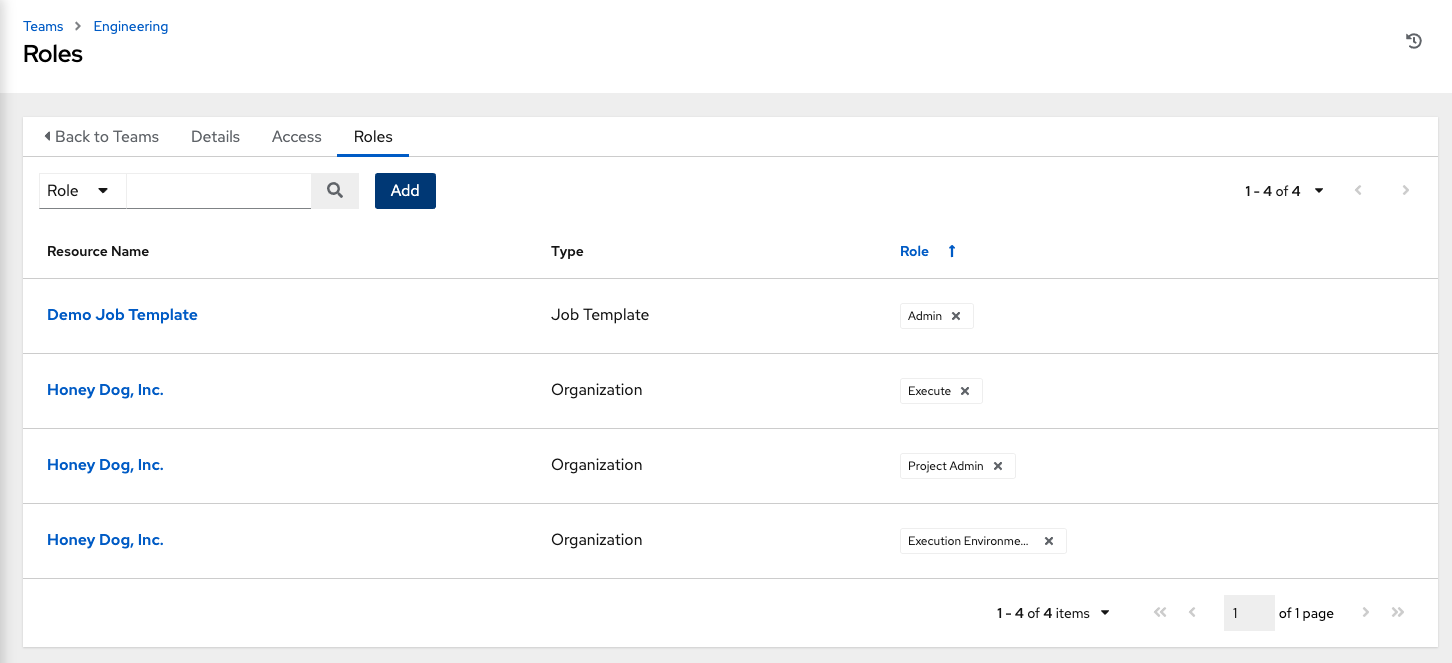 Teams Engineering
Roles
Back to Teams Details Access Roles
Role Add 1 - 4 of 4
Resource Name Type Role
Demo Job Template Job Template Admin
Honey Dog, Inc. Organization Execute
Honey Dog, Inc. Organization Project Admin
Honey Dog, Inc. Organization Execution Environme...
1 - 4 of 4 items 1 of 1 page